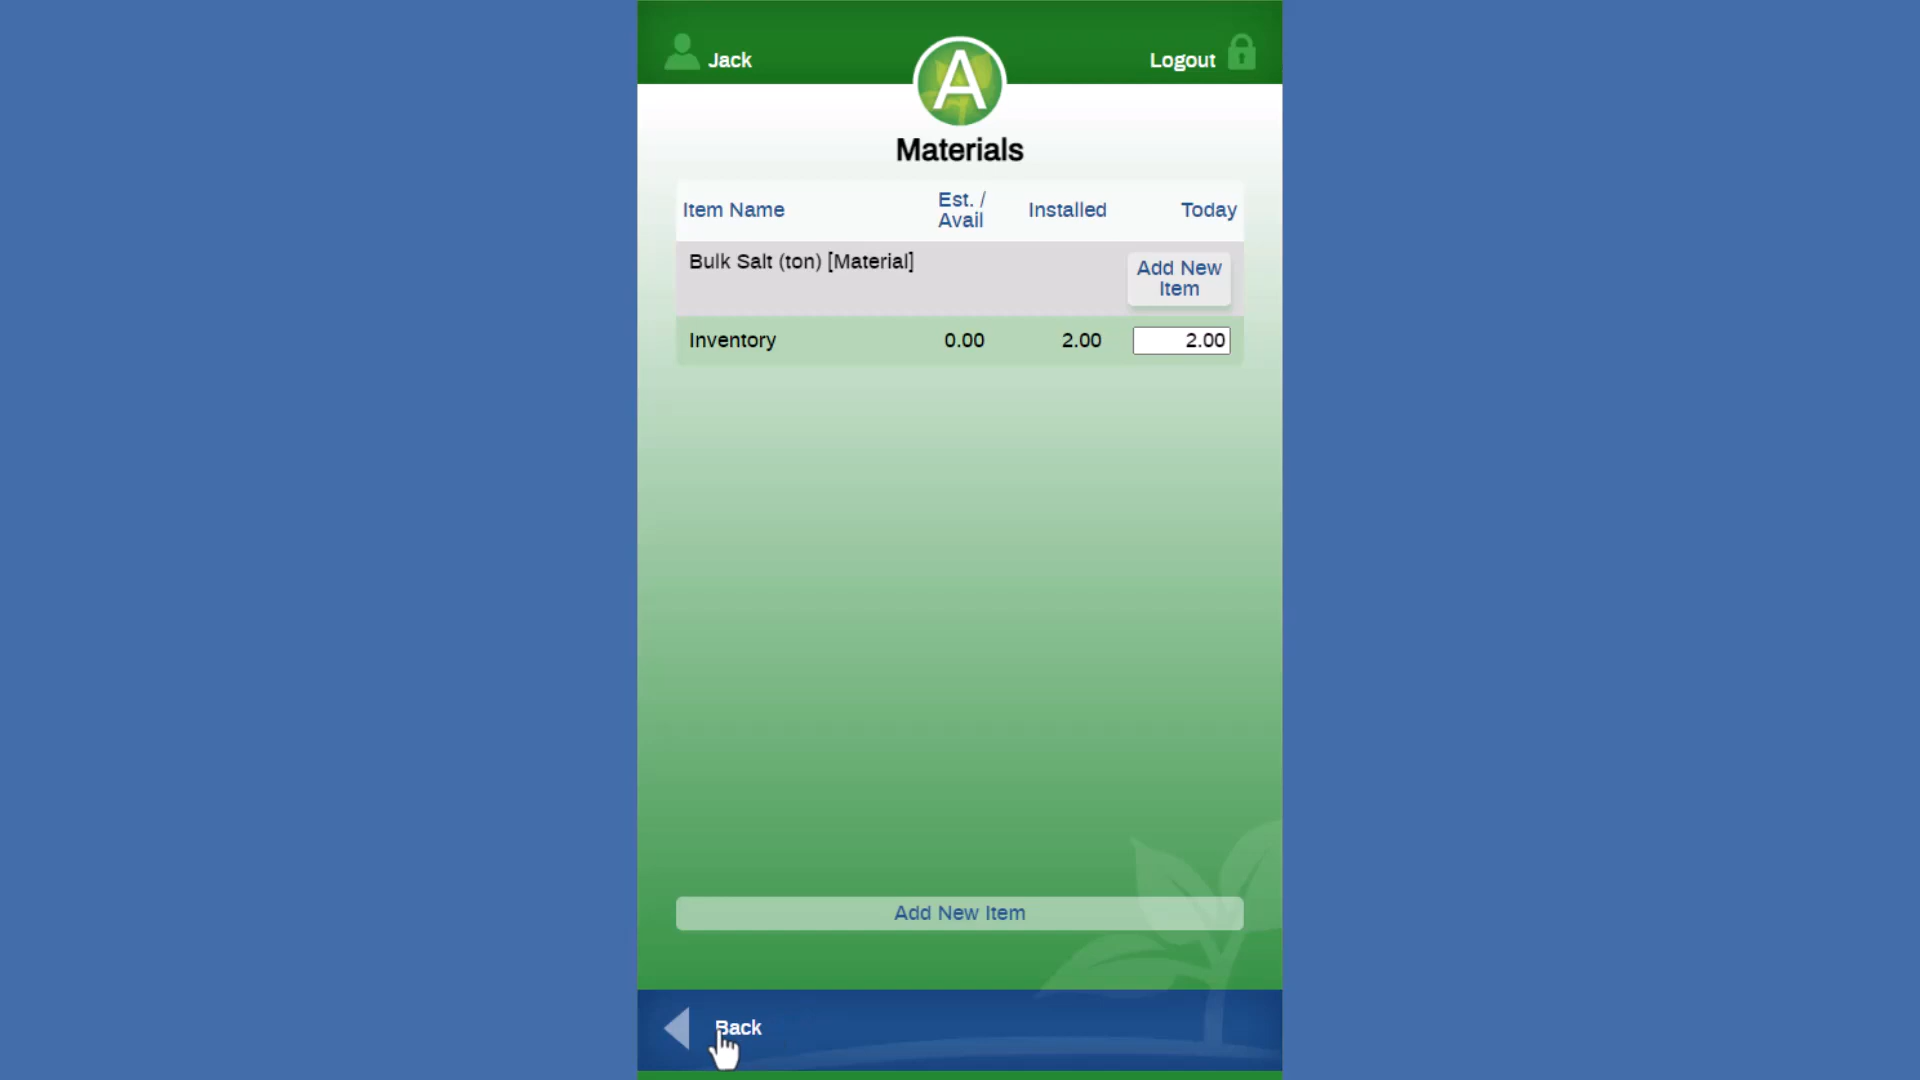 Jack
Logout
A
Materials
Item Name
Est. /
Avail
Installed
Today
Bulk Salt (ton) [Material]
Add New
Item
Inventory
0.00
2.00
2.00
Add New Item
Back